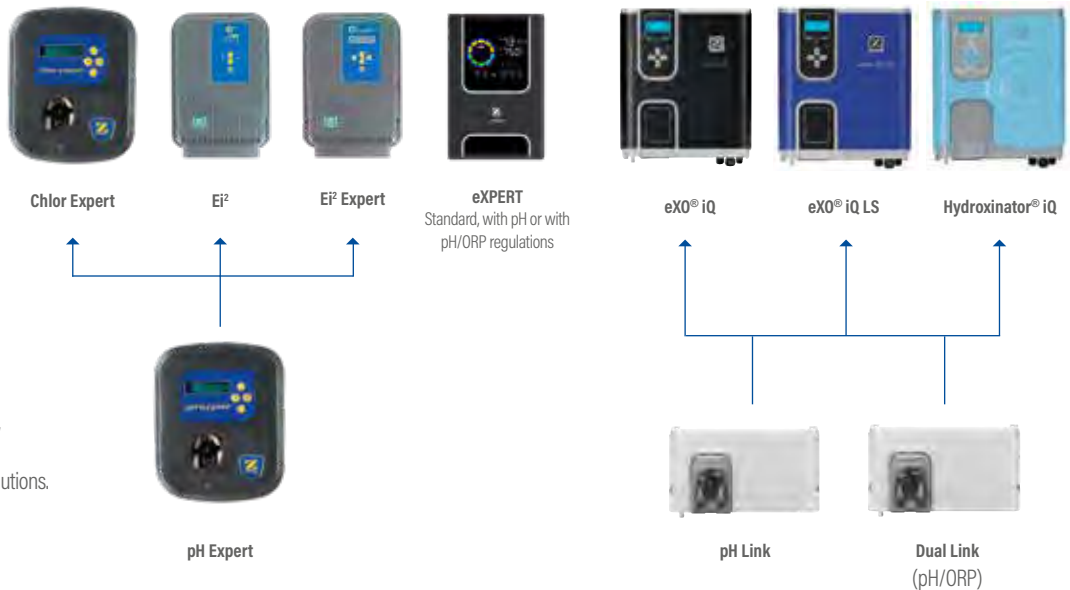 Chlor Expert
Ei² 
Ei² Expert
eXPERT
Standard, with pH or with
pH/ORP regulations
eXO® iQ
eXO® iQ LS
Hydroxinator® iQ
utions.
pH Expert
pH Link
Dual Link
(pH/ORP)